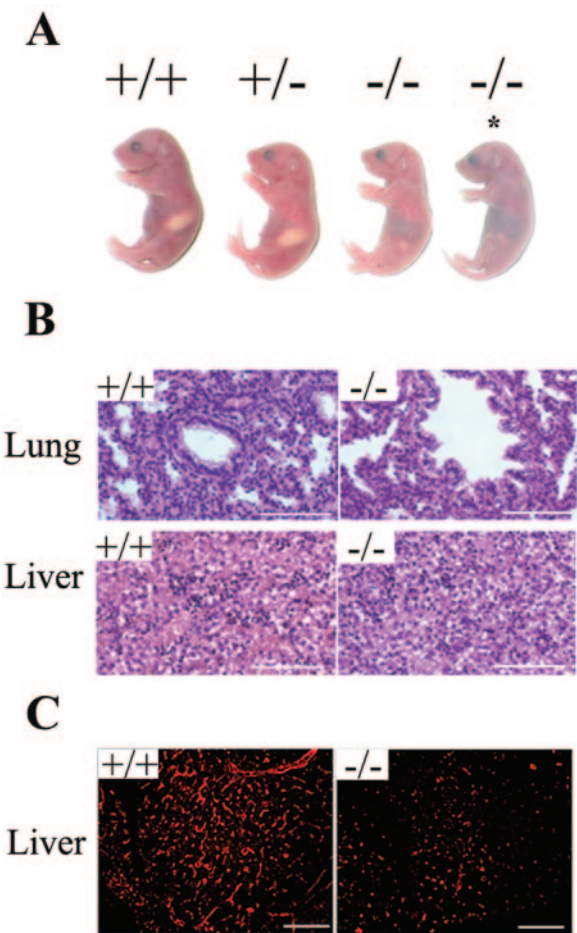 A
+/+ +/- -/- -/-
*
B
+/+ -/-
Lung
+/+ -/-
Liver
C
+/+ -/-
Liver